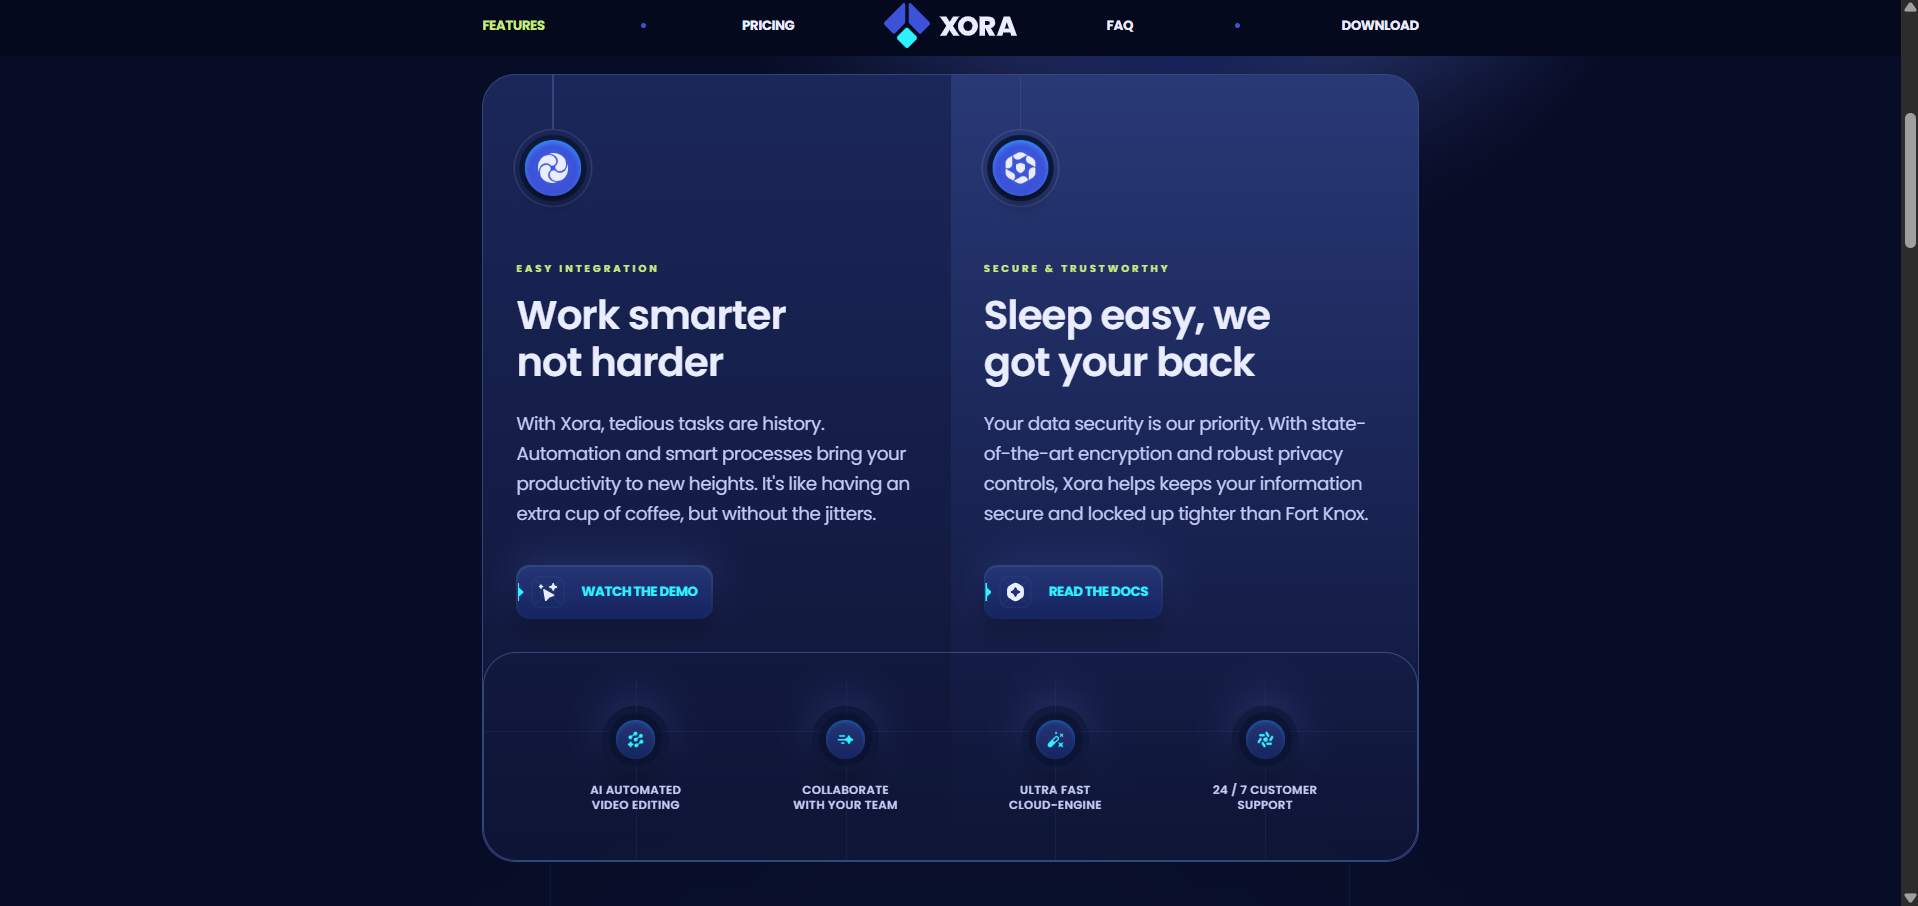 FEATURES
PRICING
XORA
FAQ
DOWNLOAD
EASY INTEGRATION
Work smarter
not harder
With Xora, tedious tasks are history.
Automation and smart processes bring your
productivity to new heights. It's like having an
extra cup of coffee, but without the jitters.
WATCH THE DEMO
SECURE & TRUSTWORTHY
Sleep easy, we
got your back
Your data security is our priority. With state-
of-the-art encryption and robust privacy
controls, Xora helps keeps your information
secure and locked up tighter than Fort Knox.
READ THE DOCS
AI AUTOMATED
VIDEO EDITING
COLLABORATE
WITH YOUR TEAM
ULTRA FAST
CLOUD-ENGINE
24 / 7 CUSTOMER
SUPPORT